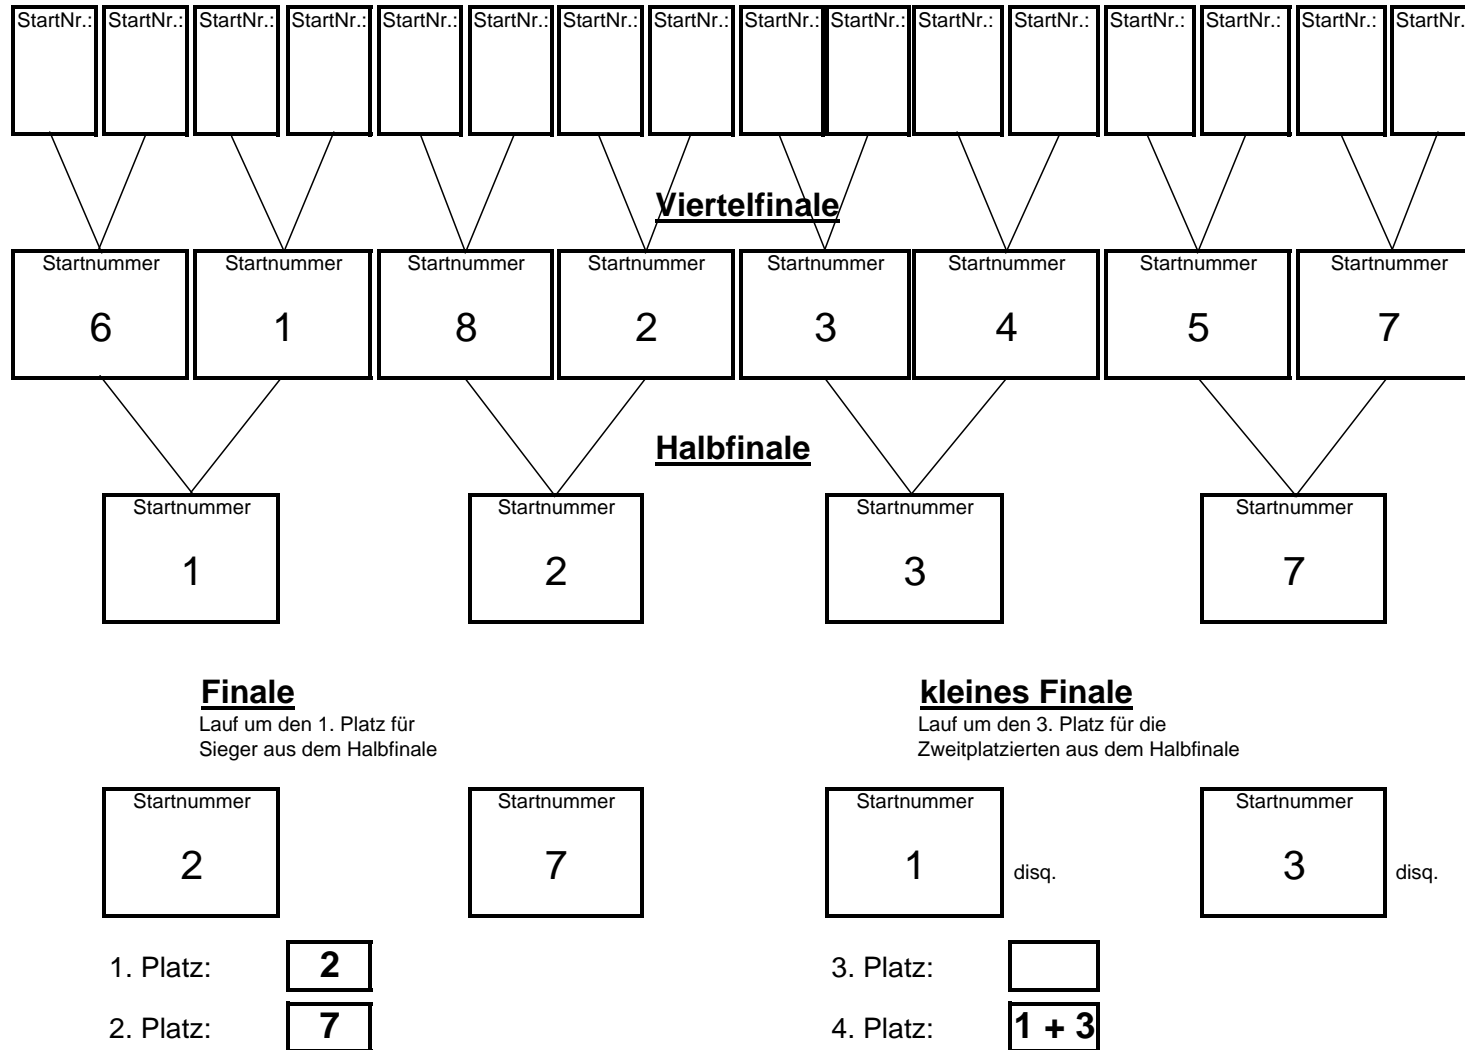 StartNr.: StartNr.: StartNr.: StartNr.: StartNr.: StartNr.: StartNr.: StartNr.: StartNr.: StartNr.: StartNr.: StartNr.: StartNr.: StartNr.: StartNr.: StartNr.
Viertelfinale
Startnummer Startnummer Startnummer Startnummer Startnummer Startnummer Startnummer Startnummer
6 1 8 2 3 4 5 7
Halbfinale
Startnummer Startnummer Startnummer Startnummer
1 2 3 7
Finale kleines Finale
Lauf um den 1. Platz für Lauf um den 3. Platz für die
Sieger aus dem Halbfinale Zweitplatzierten aus dem Halbfinale
Startnummer Startnummer Startnummer Startnummer
2 7 1 disq. 3 disq.
1. Platz: 2 3. Platz:
2. Platz: 7 4. Platz: 1 + 3